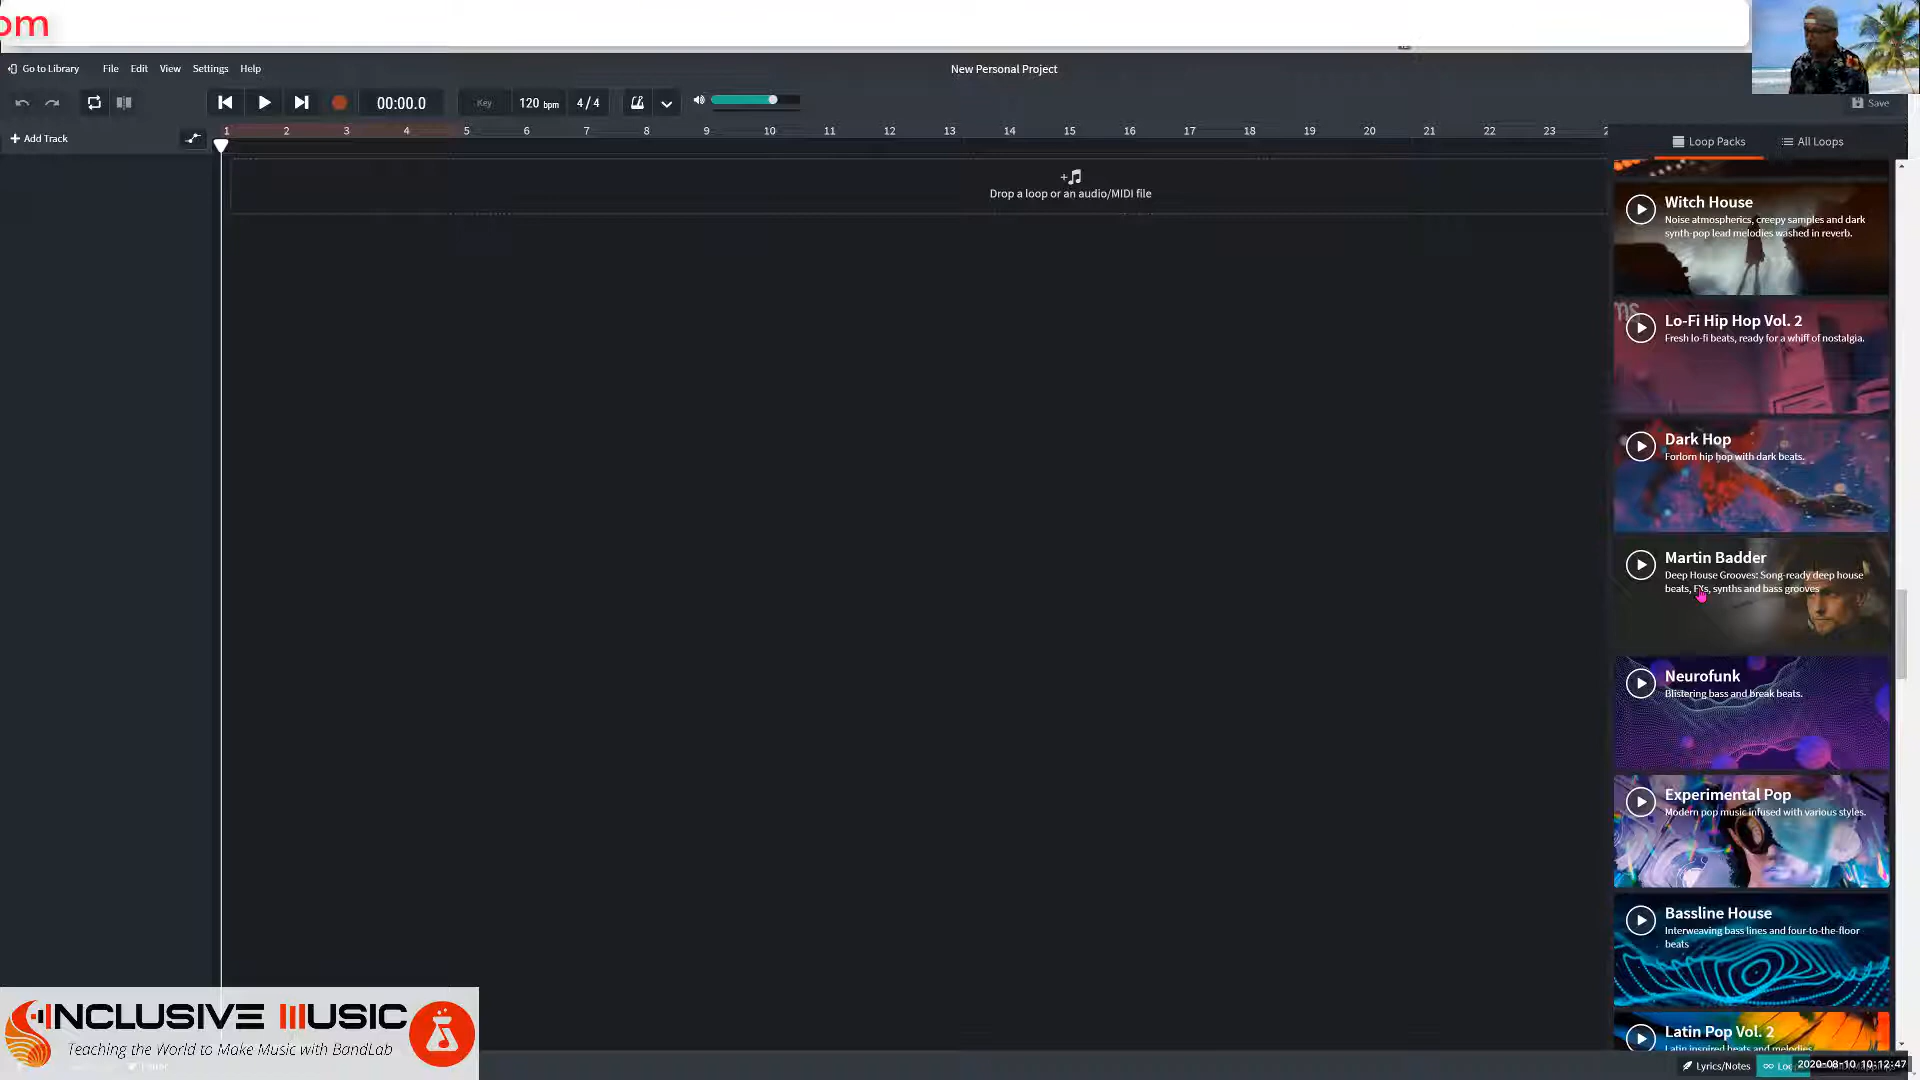 om
Go to Library File Edit View Settings Help
New Personal Project
00:00.0 Key 120 bpm 4/4
Save
Add Track
1 2 3 4 5 6 7 8 9 10 11 12 13 14 15 16 17 18 19 20 21 22 23 2
Loop Packs All Loops
Drop a loop or an audio/MIDI file
Witch House
Noise atmospherics, creepy samples and dark
synth-pop lead melodies washed in reverb.
Lo-Fi Hip Hop Vol. 2
Fresh lo-fi beats, ready for a whiff of nostalgia.
Dark Hop
Forlorn hip hop with dark beats.
Martin Badder
Deep House Grooves: Song-ready deep house
beats, FXs, synths and bass grooves
Neurofunk
Blistering bass and break beats.
Experimental Pop
Modern pop music infused with various styles.
Bassline House
Interweaving bass lines and four-to-the-floor
beats
Latin Pop Vol. 2
Latin inspired beats and melodies
INCLUSIVE MUSIC
Teaching the World to Make Music with BandLab
Lyrics/Notes Loo
2020-08-10 10:12:47